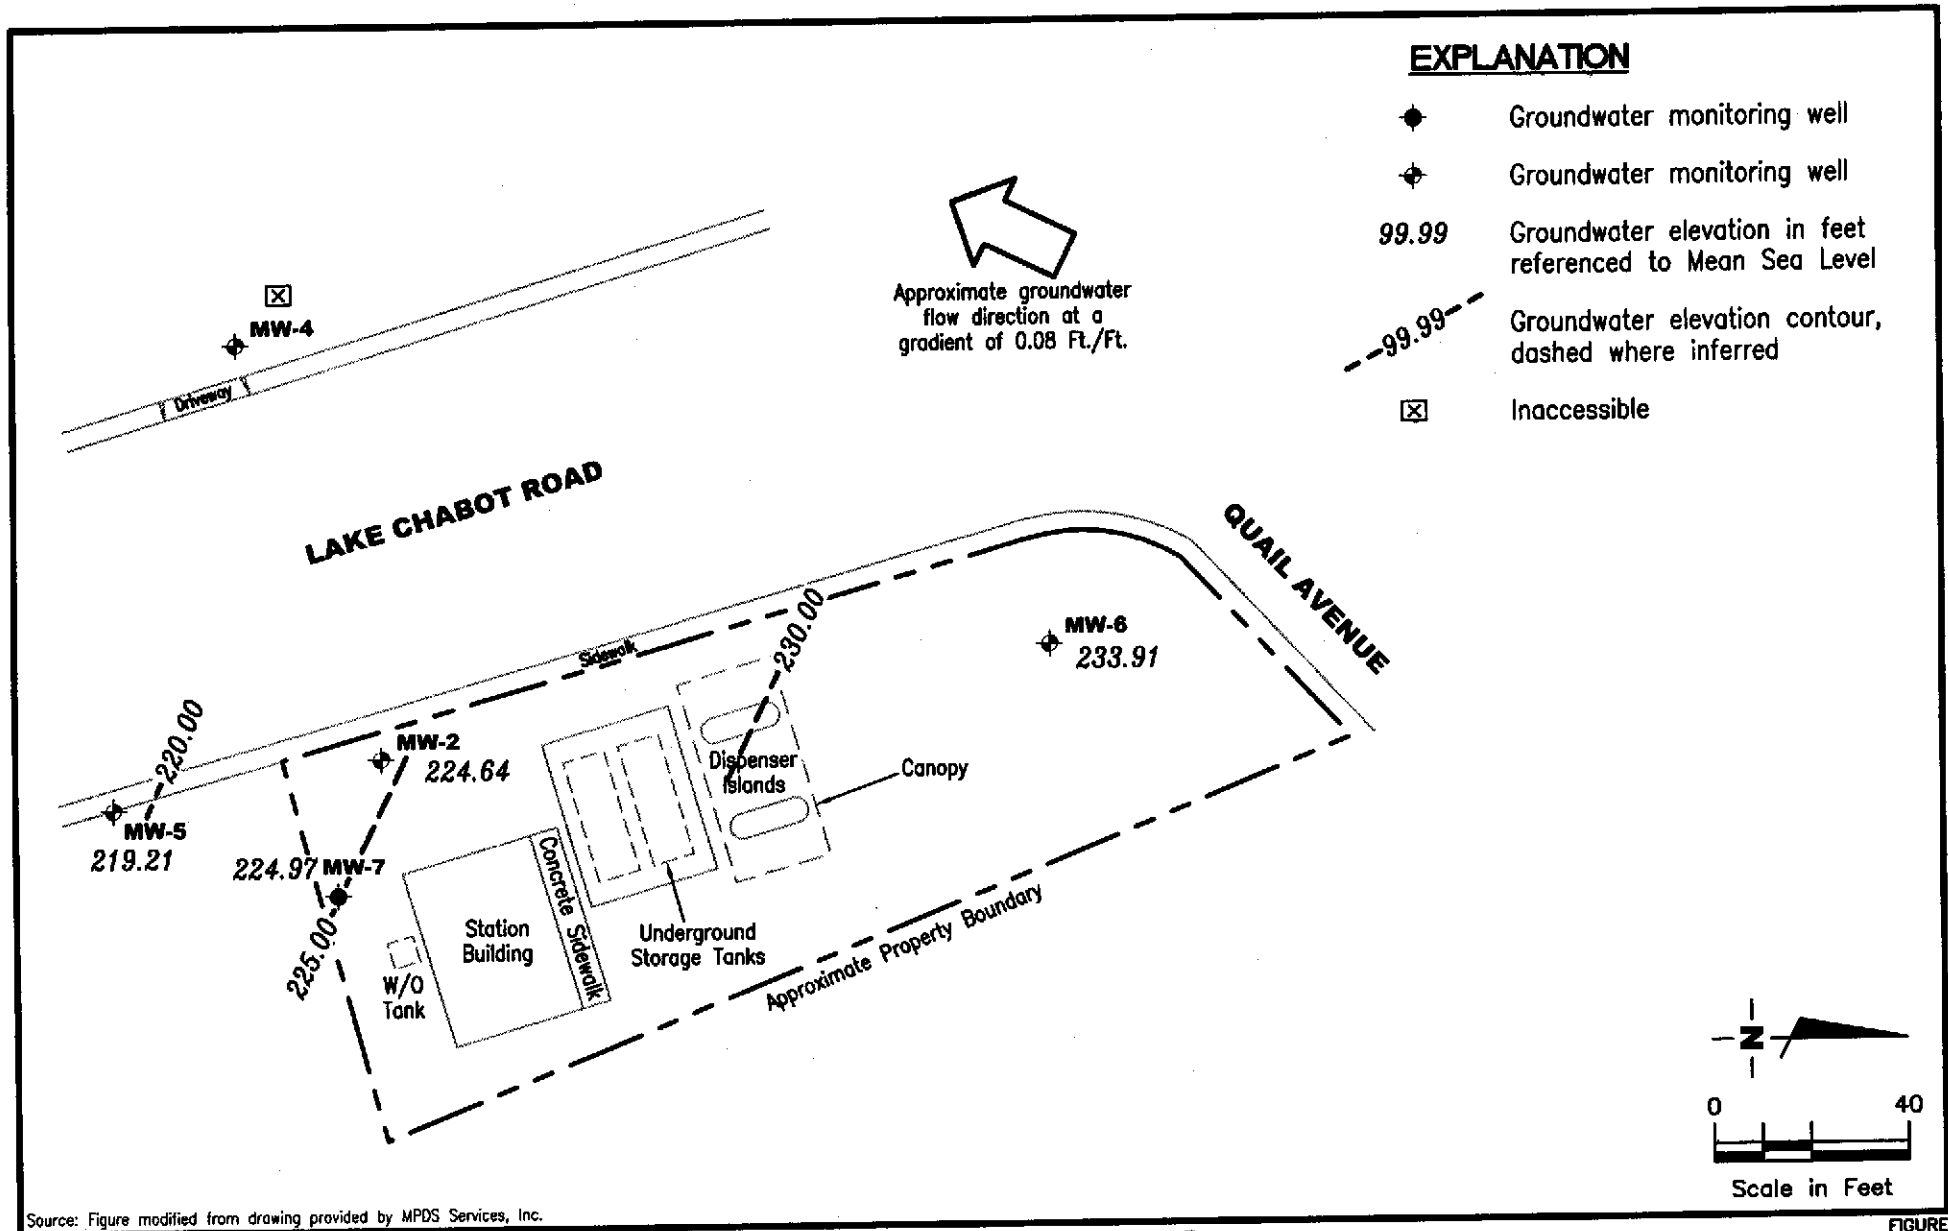 EXPLANATION
Groundwater monitoring well
Groundwater monitoring well
99.99 Groundwater elevation in feet
referenced to Mean Sea Level
99.99 Groundwater elevation contour,
dashed where inferred
Inaccessible
Approximate groundwater
flow direction at a
gradient of 0.08 Ft./Ft.
MW-4
Driveway
LAKE CHABOT ROAD
QUAIL AVENUE
Sidewalk
230.00
MW-6
233.91
220.00
MW-2
224.64
MW-5
219.21
224.97 MW-7
225.00
Dispenser
Islands
Canopy
Concrete Sidewalk
Station
Building
Underground
Storage Tanks
W/O
Tank
Approximate Property Boundary
N
0 40
Scale in Feet
Source: Figure modified from drawing provided by MPDS Services, Inc.
FIGURE